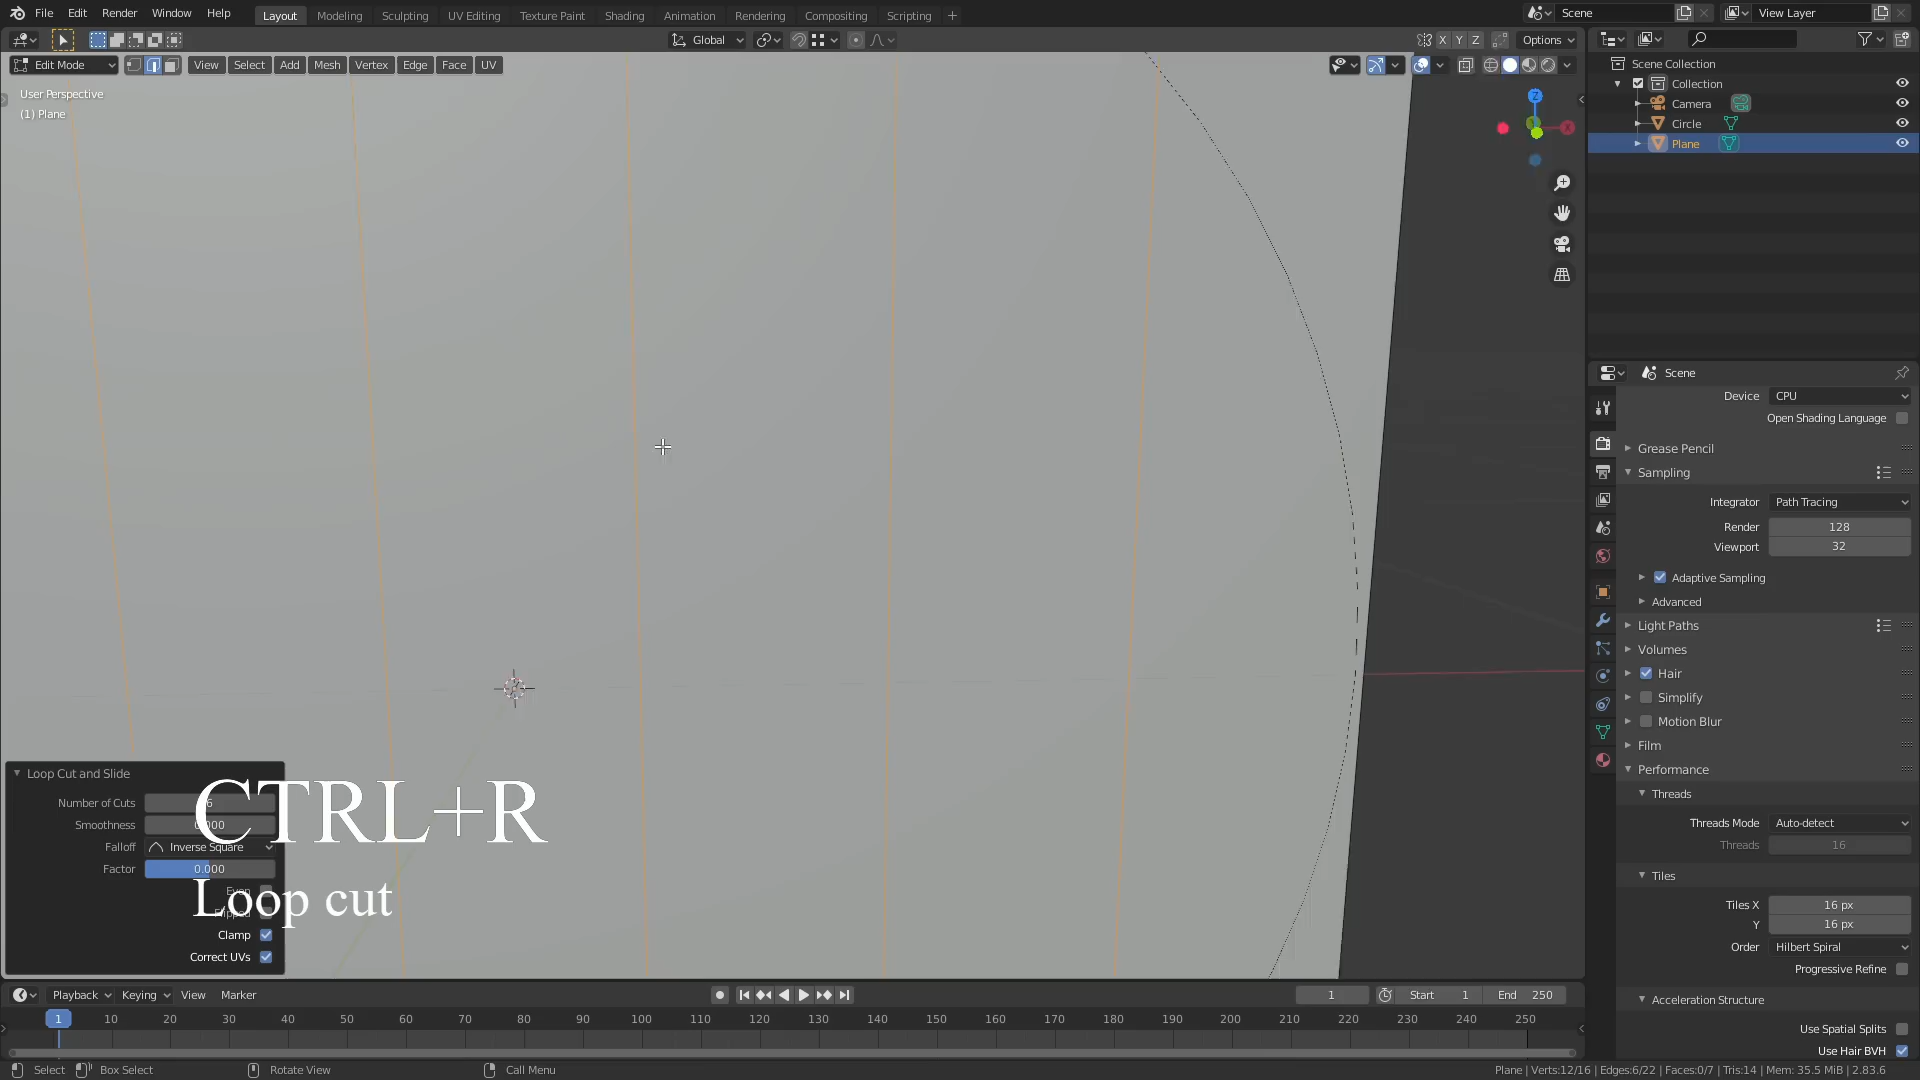 File Edit Render Window Help Layout Modeling Sculpting UV Editing Texture Paint Shading Animation Rendering Compositing Scripting + Scene View Layer
Global X Y Z Options
Edit Mode View Select Add Mesh Vertex Edge Face UV
User Perspective
(1) Plane
Z
X
Scene Collection
Collection
Camera
Circle
Plane
Scene
Device CPU
Open Shading Language
Grease Pencil
Sampling
Integrator Path Tracing
Render 128
Viewport 32
Adaptive Sampling
Advanced
Light Paths
Volumes
Hair
Simplify
Motion Blur
Film
Performance
Threads
Threads Mode Auto-detect
Threads 16
Tiles
Tiles X 16 px
Y 16 px
Order Hilbert Spiral
Progressive Refine
Acceleration Structure
Use Spatial Splits
Use Hair BVH
Loop Cut and Slide
Number of Cuts 6
Smoothness 0.000
Falloff Inverse Square
Factor 0.000
Even
Flipped
Clamp
Correct UVs
CTRL+R
Loop cut
Playback Keying View Marker 1 Start 1 End 250
1 10 20 30 40 50 60 70 80 90 100 110 120 130 140 150 160 170 180 190 200 210 220 230 240 250
Select Box Select Rotate View Call Menu Plane | Verts:12/16 | Edges:6/22 | Faces:0/7 | Tris:14 | Mem: 35.5 MiB | 2.83.6